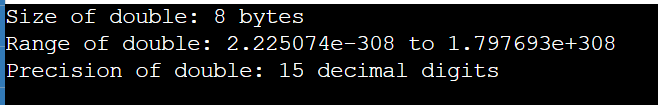 Size of double: 8 bytes
Range of double: 2.225074e-308 to 1.797693e+308
Precision of double: 15 decimal digits